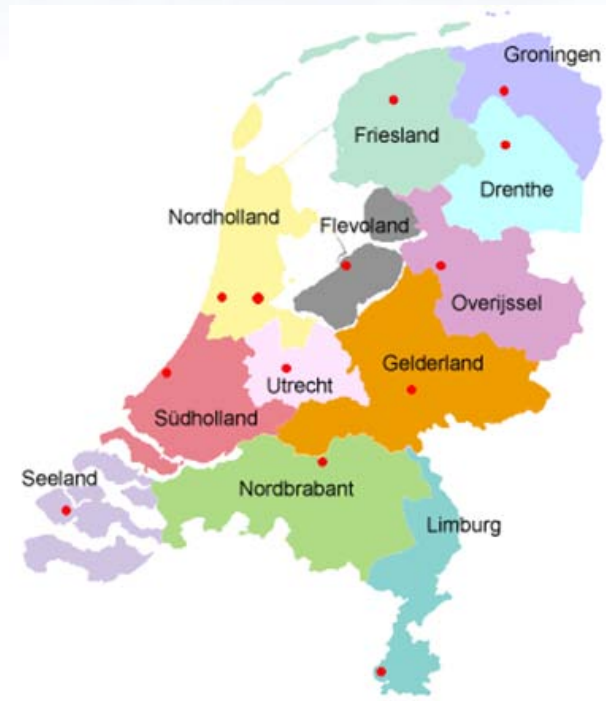 Groningen
Friesland
Drenthe
Nordholland
Flevoland
Overijssel
Gelderland
Utrecht
Südholland
Seeland
Nordbrabant
Limburg